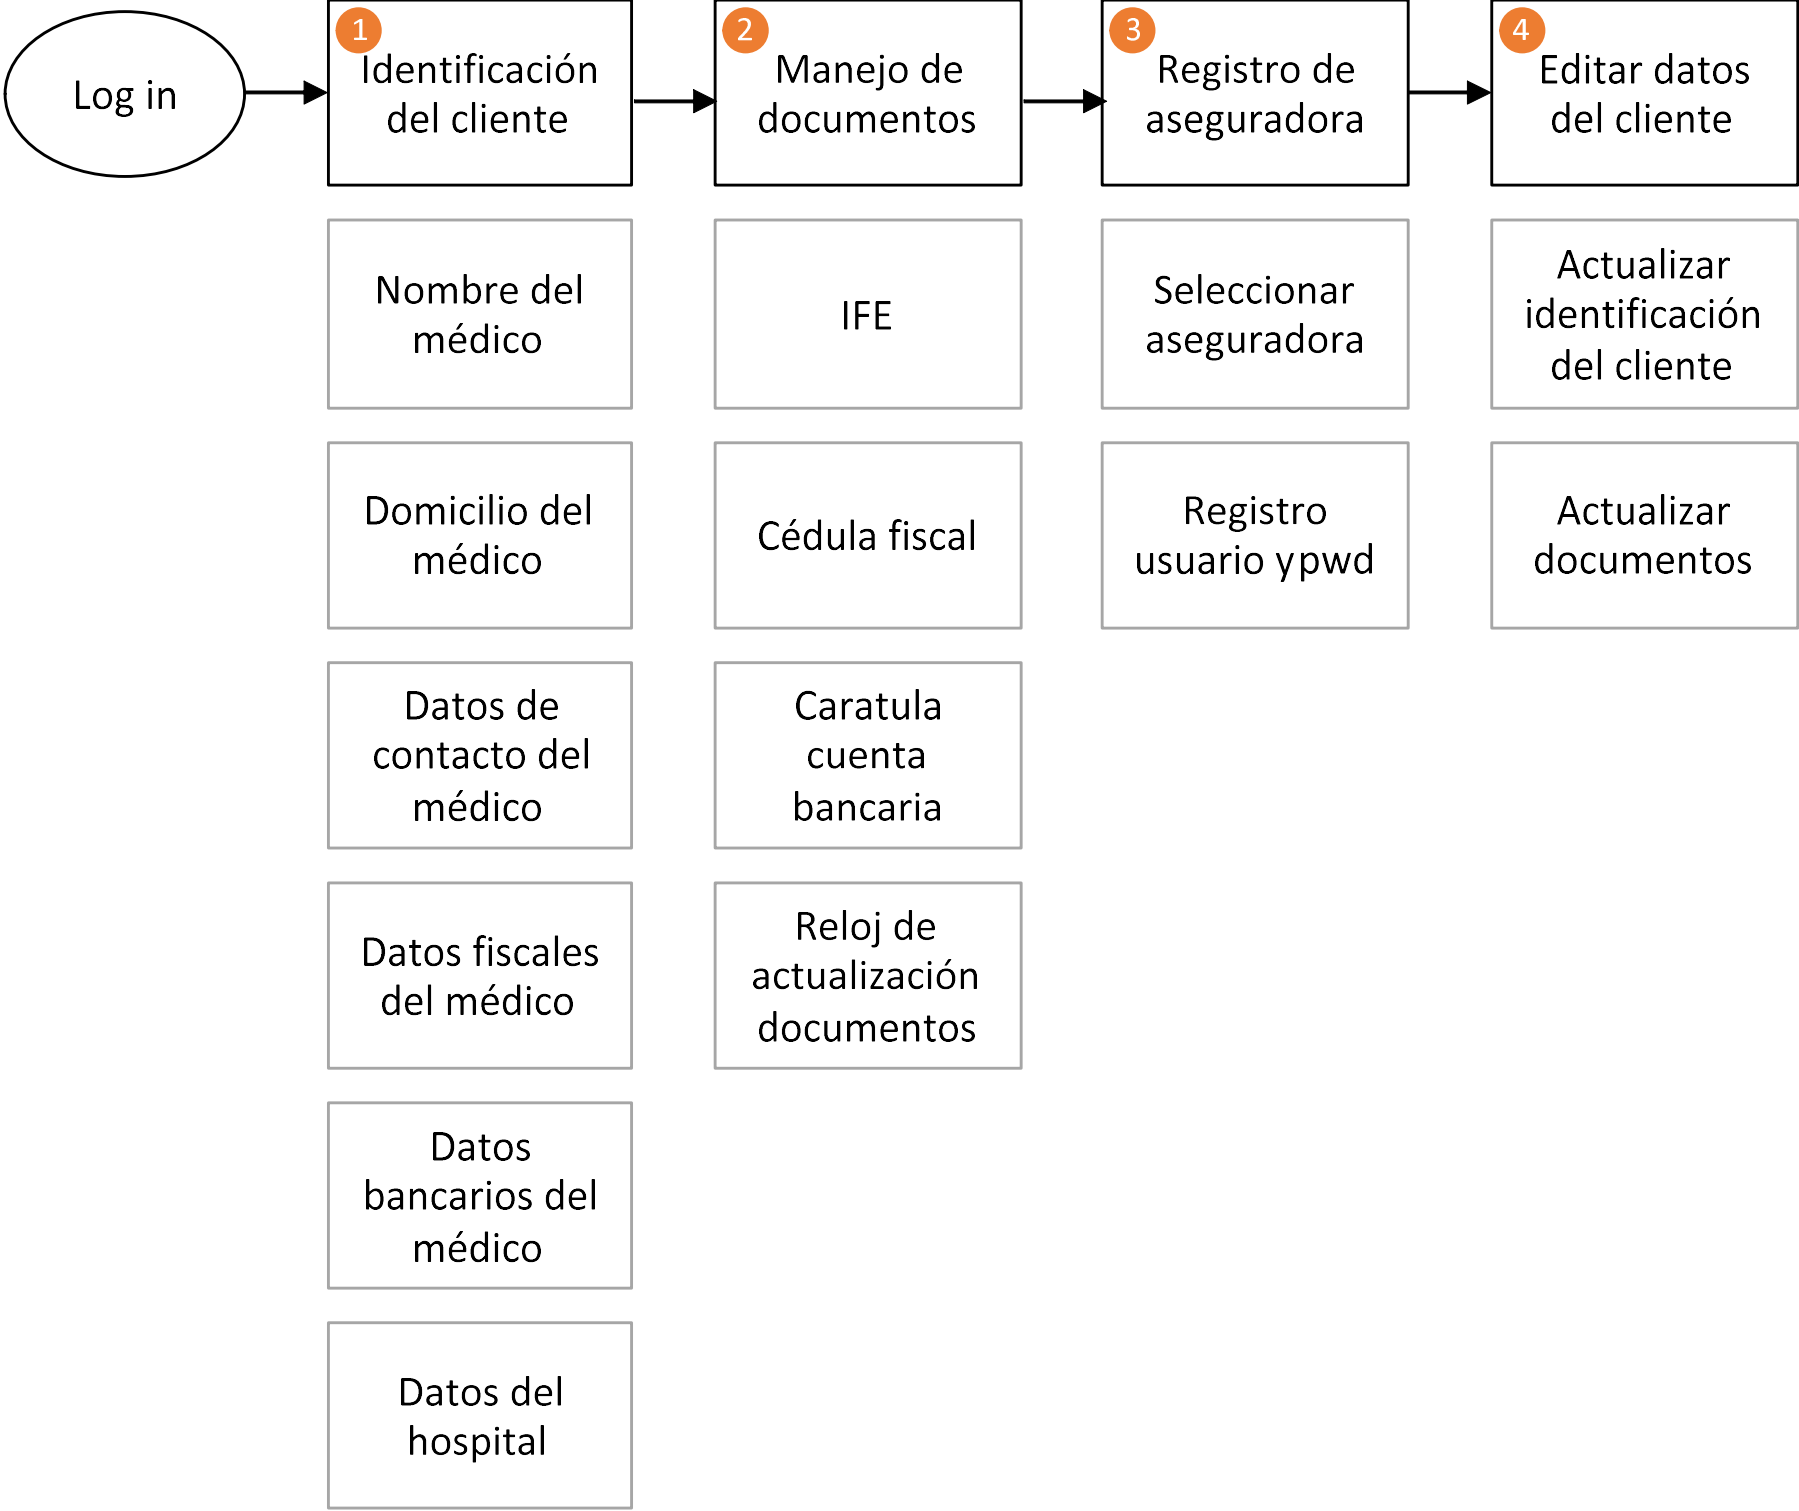 Log in
1
Identificación
del cliente
2
Manejo de
documentos
3
Registro de
aseguradora
4
Editar datos
del cliente
Nombre del
médico
IFE
Seleccionar
aseguradora
Actualizar
identificación
del cliente
Domicilio del
médico
Cédula fiscal
Registro
usuario y pwd
Actualizar
documentos
Datos de
contacto del
médico
Caratula
cuenta
bancaria
Datos fiscales
del médico
Reloj de
actualización
documentos
Datos
bancarios del
médico
Datos del
hospital